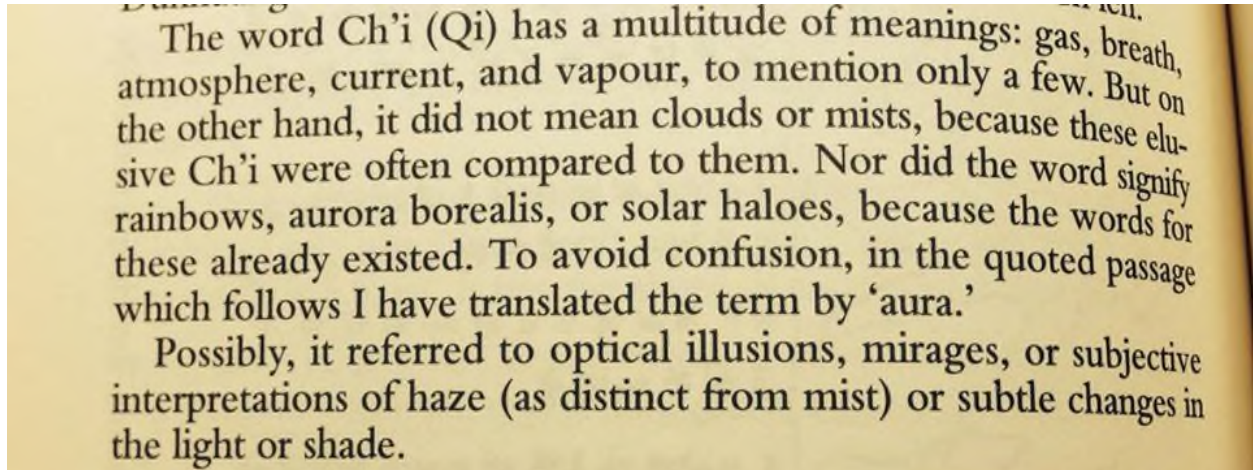 The word Ch'i (Qi) has a multitude of meanings: gas, breath,
atmosphere, current, and vapour, to mention only a few. But on
the other hand, it did not mean clouds or mists, because these elu-
sive Ch'i were often compared to them. Nor did the word signify
rainbows, aurora borealis, or solar haloes, because the words for
these already existed. To avoid confusion, in the quoted passage
which follows I have translated the term by ‘aura.’
Possibly, it referred to optical illusions, mirages, or subjective
interpretations of haze (as distinct from mist) or subtle changes in
the light or shade.